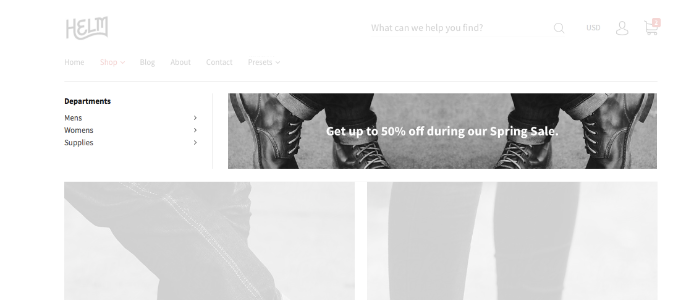 HELM
What can we help you find?
USD
2
Home Shop Blog About Contact Presets
Departments
Mens
Womens
Supplies
Get up to 50% off during our Spring Sale.